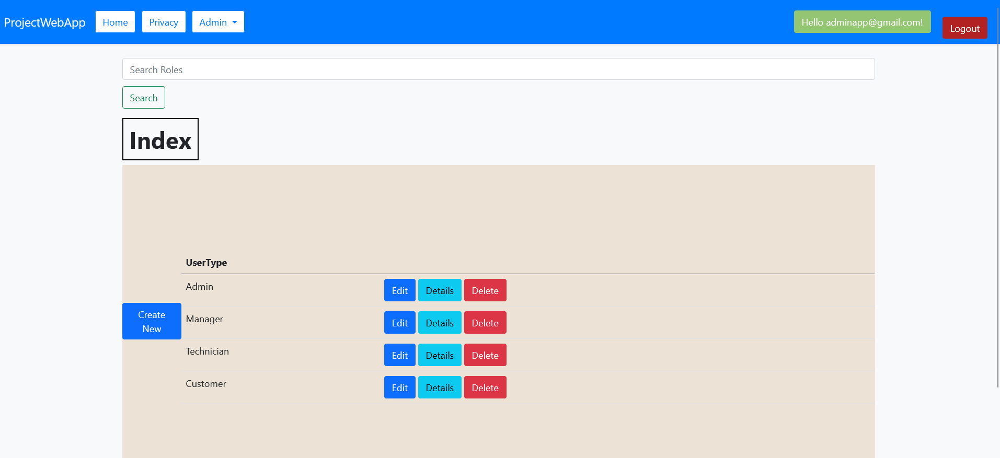 ProjectWebApp Home Privacy Admin Hello adminapp@gmail.com! Logout
Search Roles
Search
Index
UserType
Admin Edit Details Delete
Create
New
Manager Edit Details Delete
Technician Edit Details Delete
Customer Edit Details Delete